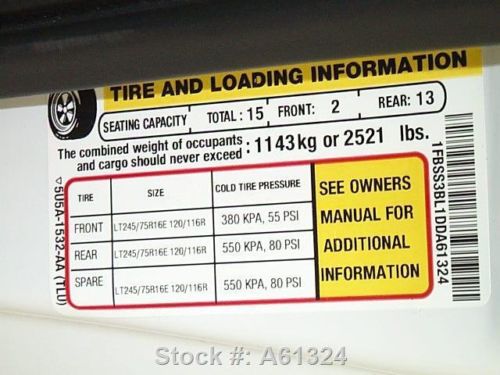 TIRE AND LOADING INFORMATION
SEATING CAPACITY TOTAL : 15 FRONT: 2 REAR: 13
The combined weight of occupants
and cargo should never exceed : 1143kg or 2521 lbs.
TIRE SIZE COLD TIRE PRESSURE
FRONT LT245/75R16E 120/116R 380 KPA, 55 PSI
REAR LT245/75R16E 120/116R 550 KPA, 80 PSI
SPARE LT245/75R16E 120/116R 550 KPA, 80 PSI
SEE OWNERS
MANUAL FOR
ADDITIONAL
INFORMATION
5U5A-1532-AA (TLU)
1FBSS3BL1DDA61324
Stock #: A61324